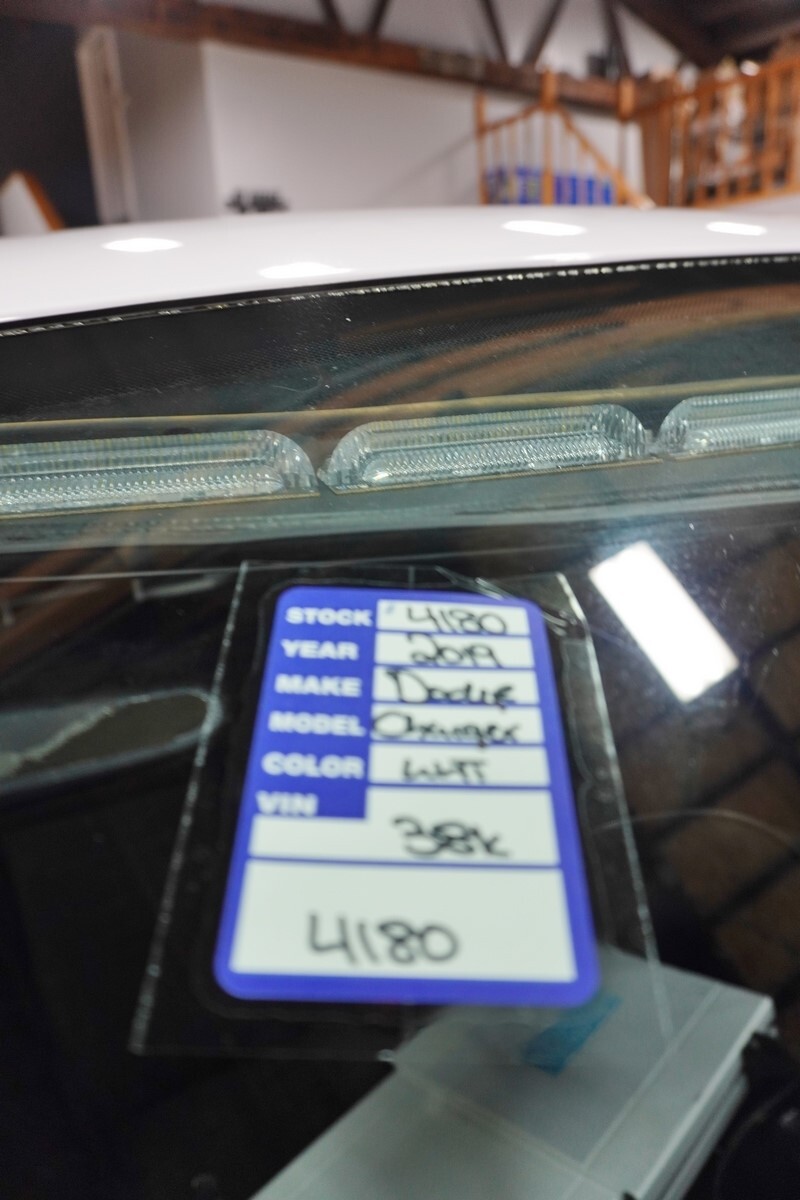 STOCK # 4180
YEAR 2019
MAKE Dodge
MODEL Charger
COLOR WHT
VIN
38k
4180